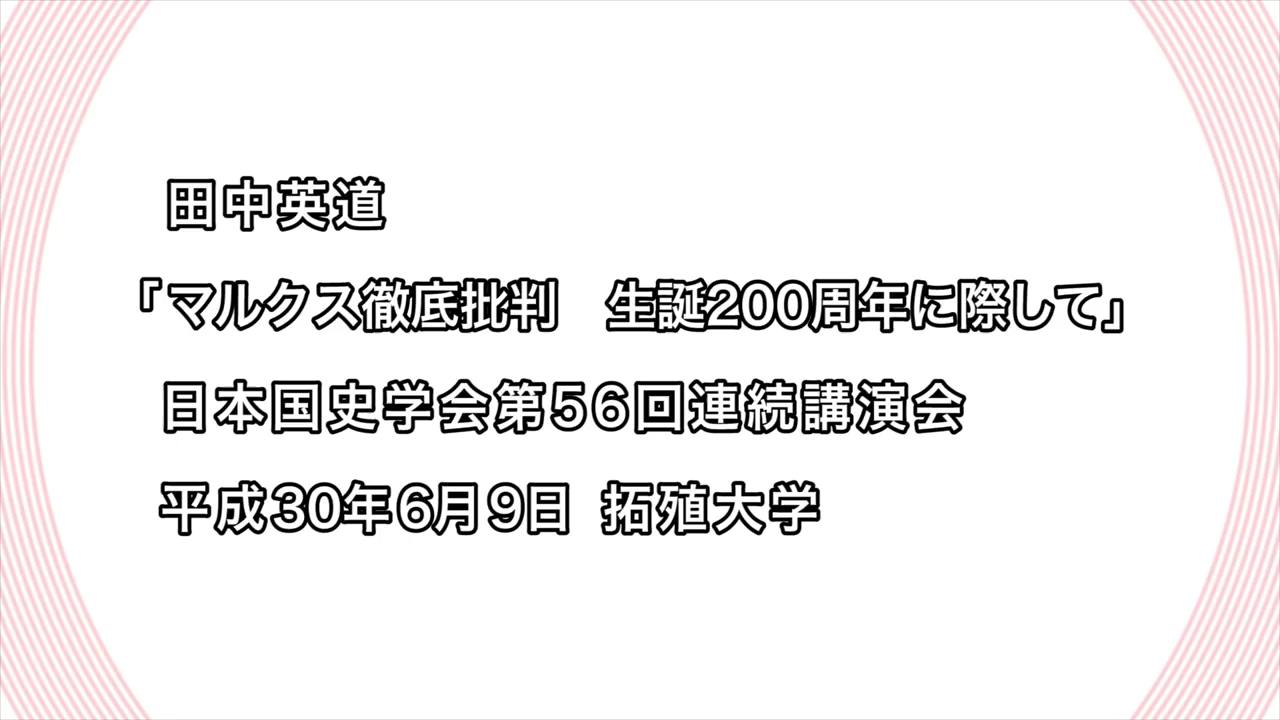 田中英道
「マルクス徹底批判　生誕200周年に際して」
日本国史学会第56回連続講演会
平成30年6月9日 拓殖大学